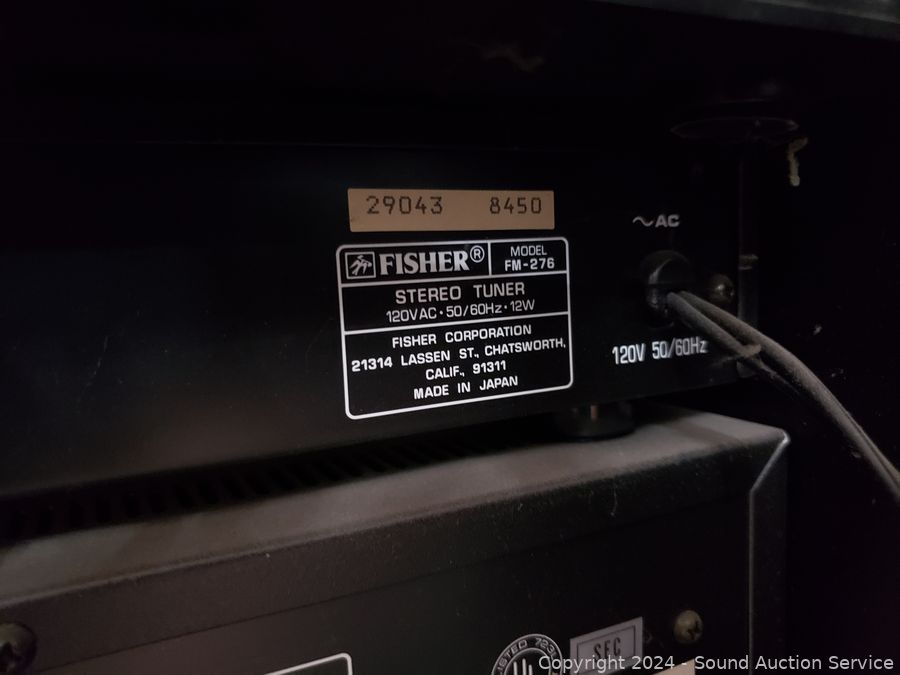 29043 8450
FISHER® MODEL FM-276
STEREO TUNER
120VAC·50/60Hz·12W
FISHER CORPORATION
21314 LASSEN ST., CHATSWORTH,
CALIF., 91311
MADE IN JAPAN
~AC
120V 50/60Hz
UL
Copyright 2024 - Sound Auction Service